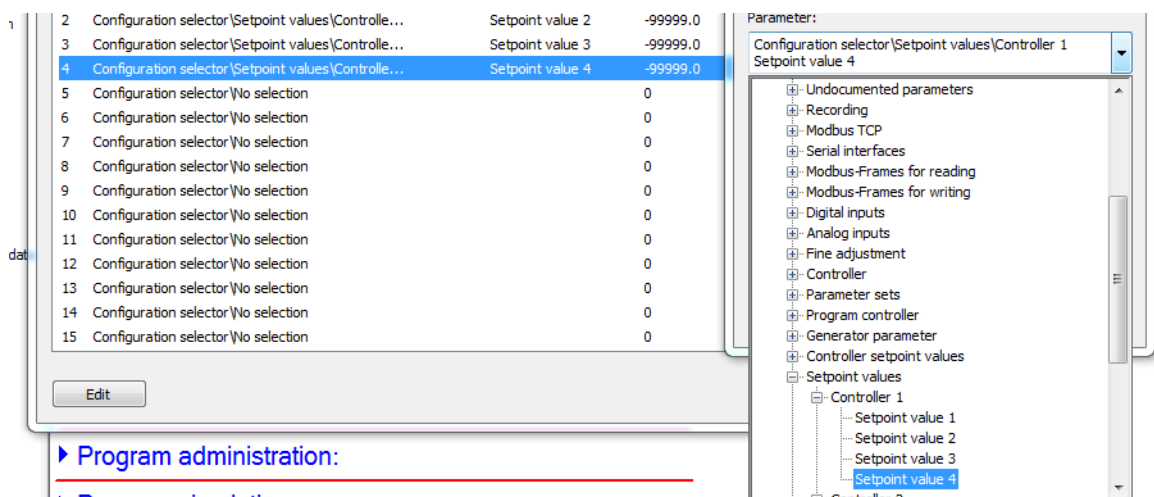 2 Configuration selector\Setpoint values\Controlle... Setpoint value 2 -99999.0
3 Configuration selector\Setpoint values\Controlle... Setpoint value 3 -99999.0
4 Configuration selector\Setpoint values\Controlle... Setpoint value 4 -99999.0
5 Configuration selector\No selection 0
6 Configuration selector\No selection 0
7 Configuration selector\No selection 0
8 Configuration selector\No selection 0
9 Configuration selector\No selection 0
10 Configuration selector\No selection 0
11 Configuration selector\No selection 0
12 Configuration selector\No selection 0
13 Configuration selector\No selection 0
14 Configuration selector\No selection 0
15 Configuration selector\No selection 0
Edit
dat
Program administration:
Parameter:
Configuration selector\Setpoint values\Controller 1
Setpoint value 4
Undocumented parameters
Recording
Modbus TCP
Serial interfaces
Modbus-Frames for reading
Modbus-Frames for writing
Digital inputs
Analog inputs
Fine adjustment
Controller
Parameter sets
Program controller
Generator parameter
Controller setpoint values
Setpoint values
Controller 1
Setpoint value 1
Setpoint value 2
Setpoint value 3
Setpoint value 4